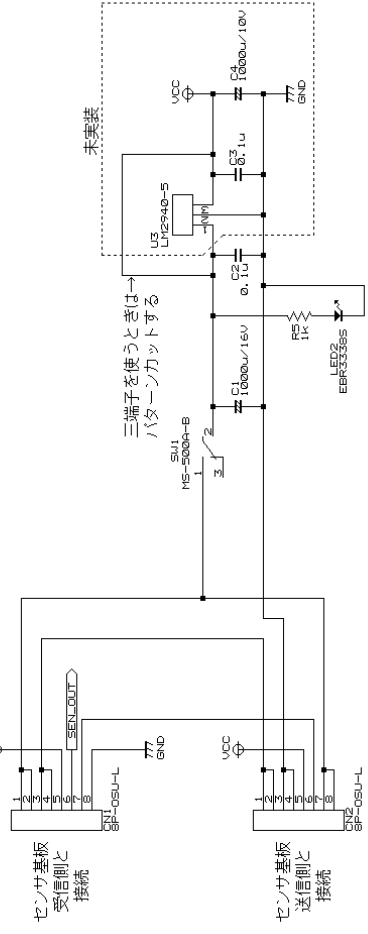 未実装
VCC
C4
1000u/10V
GND
C3
0.1u
U3
LM2940-5
C2
0.1u
三端子を使うときは→
パターンカットする
R5
1k
LED2
EBR3338S
C1
1000u/16V
SW1
MS-500A-B
1
2
3
SEN_OUT
GND
VCC
1
2
3
4
5
6
7
8
CN1
8P-OSU-L
センサ基板
受信側と
接続
1
2
3
4
5
6
7
8
CN2
8P-OSU-L
センサ基板
送信側と
接続